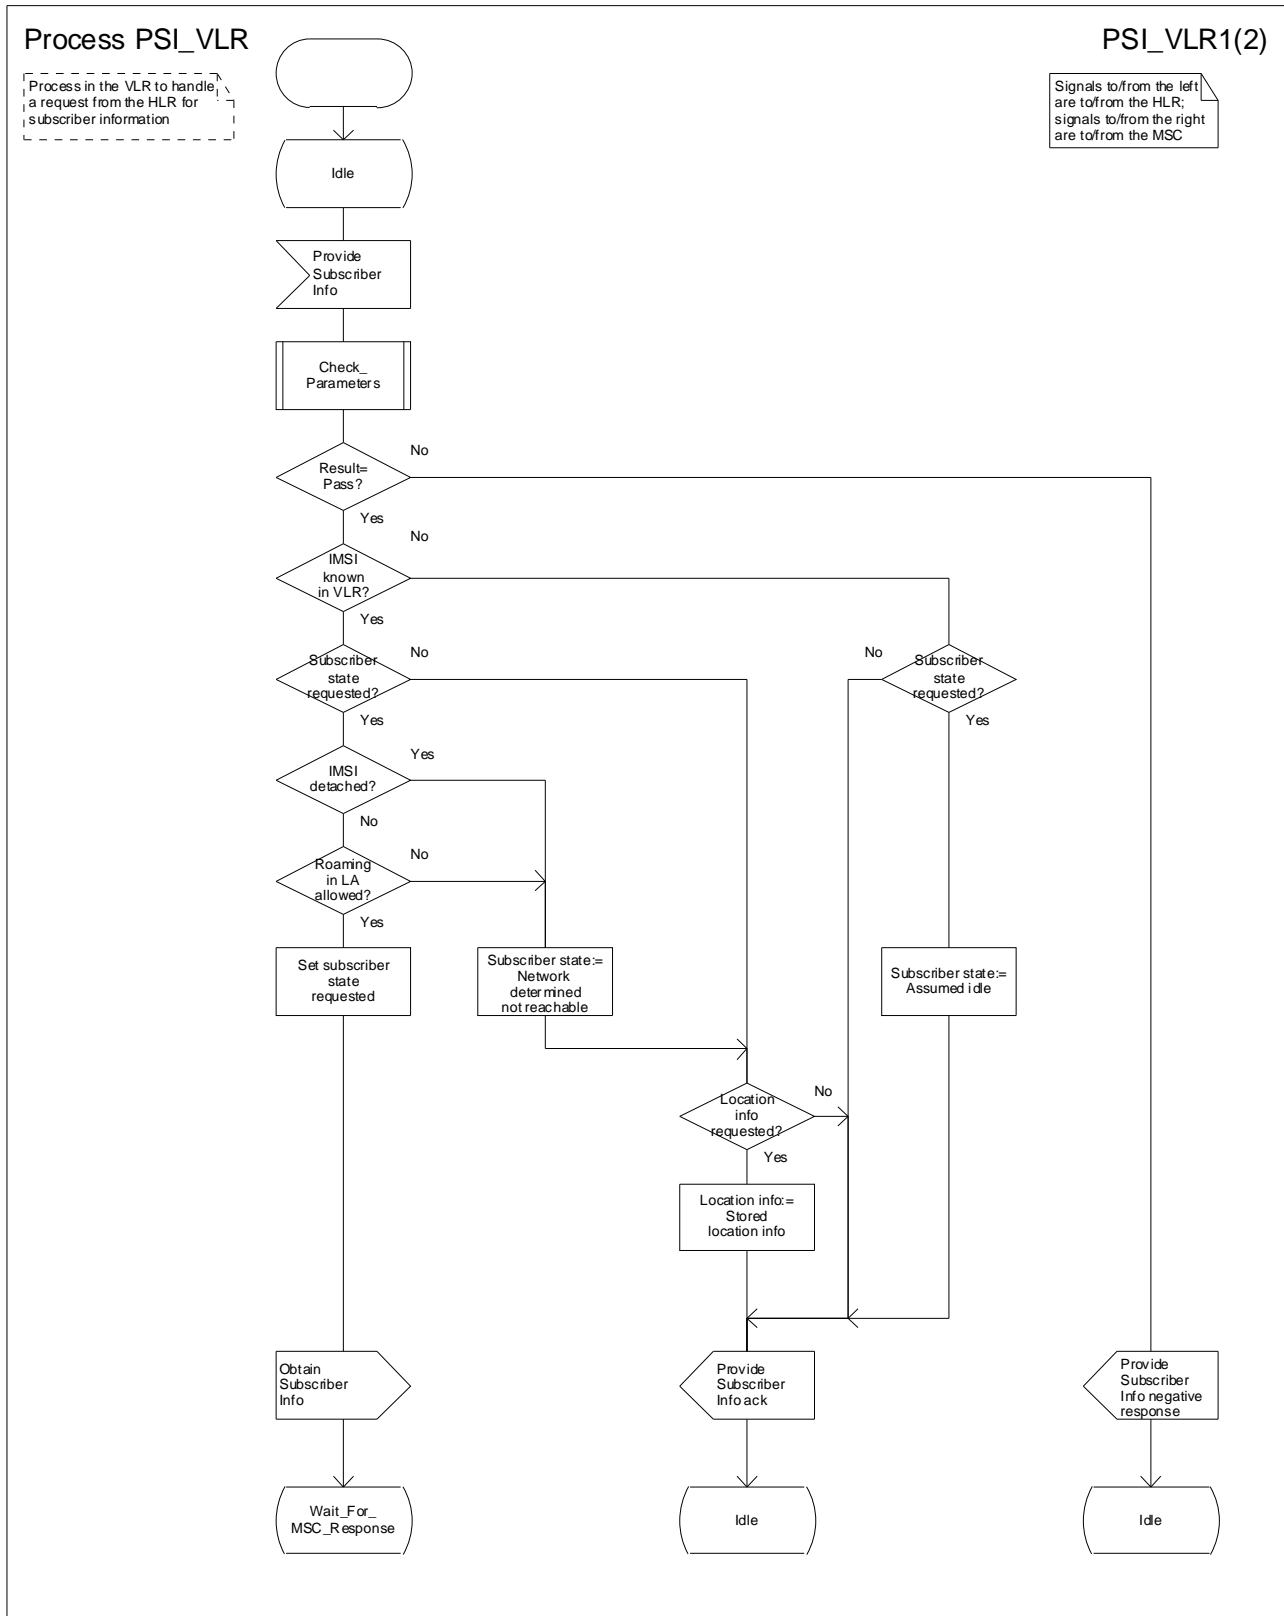 Process PSI_VLR
PSI_VLR1(2)
Process in the VLR to handle
a request from the HLR for
subscriber information
Signals to/from the left
are to/from the HLR;
signals to/from the right
are to/from the MSC
Idle
Provide
Subscriber
Info
Check_
Parameters
No
Result=
Pass?
Yes
No
IMSI
known
in VLR?
Yes
No
Subscriber
state
requested?
Yes
No
Subscriber
state
requested?
Yes
Yes
IMSI
detached?
No
No
Roaming
in LA
allowed?
Yes
Set subscriber
state
requested
Subscriber state:=
Network
determined
not reachable
Subscriber state:=
Assumed idle
No
Location
info
requested?
Yes
Location info:=
Stored
location info
Obtain
Subscriber
Info
Provide
Subscriber
Info ack
Provide
Subscriber
Info negative
response
Wait_For_
MSC_Response
Idle
Idle